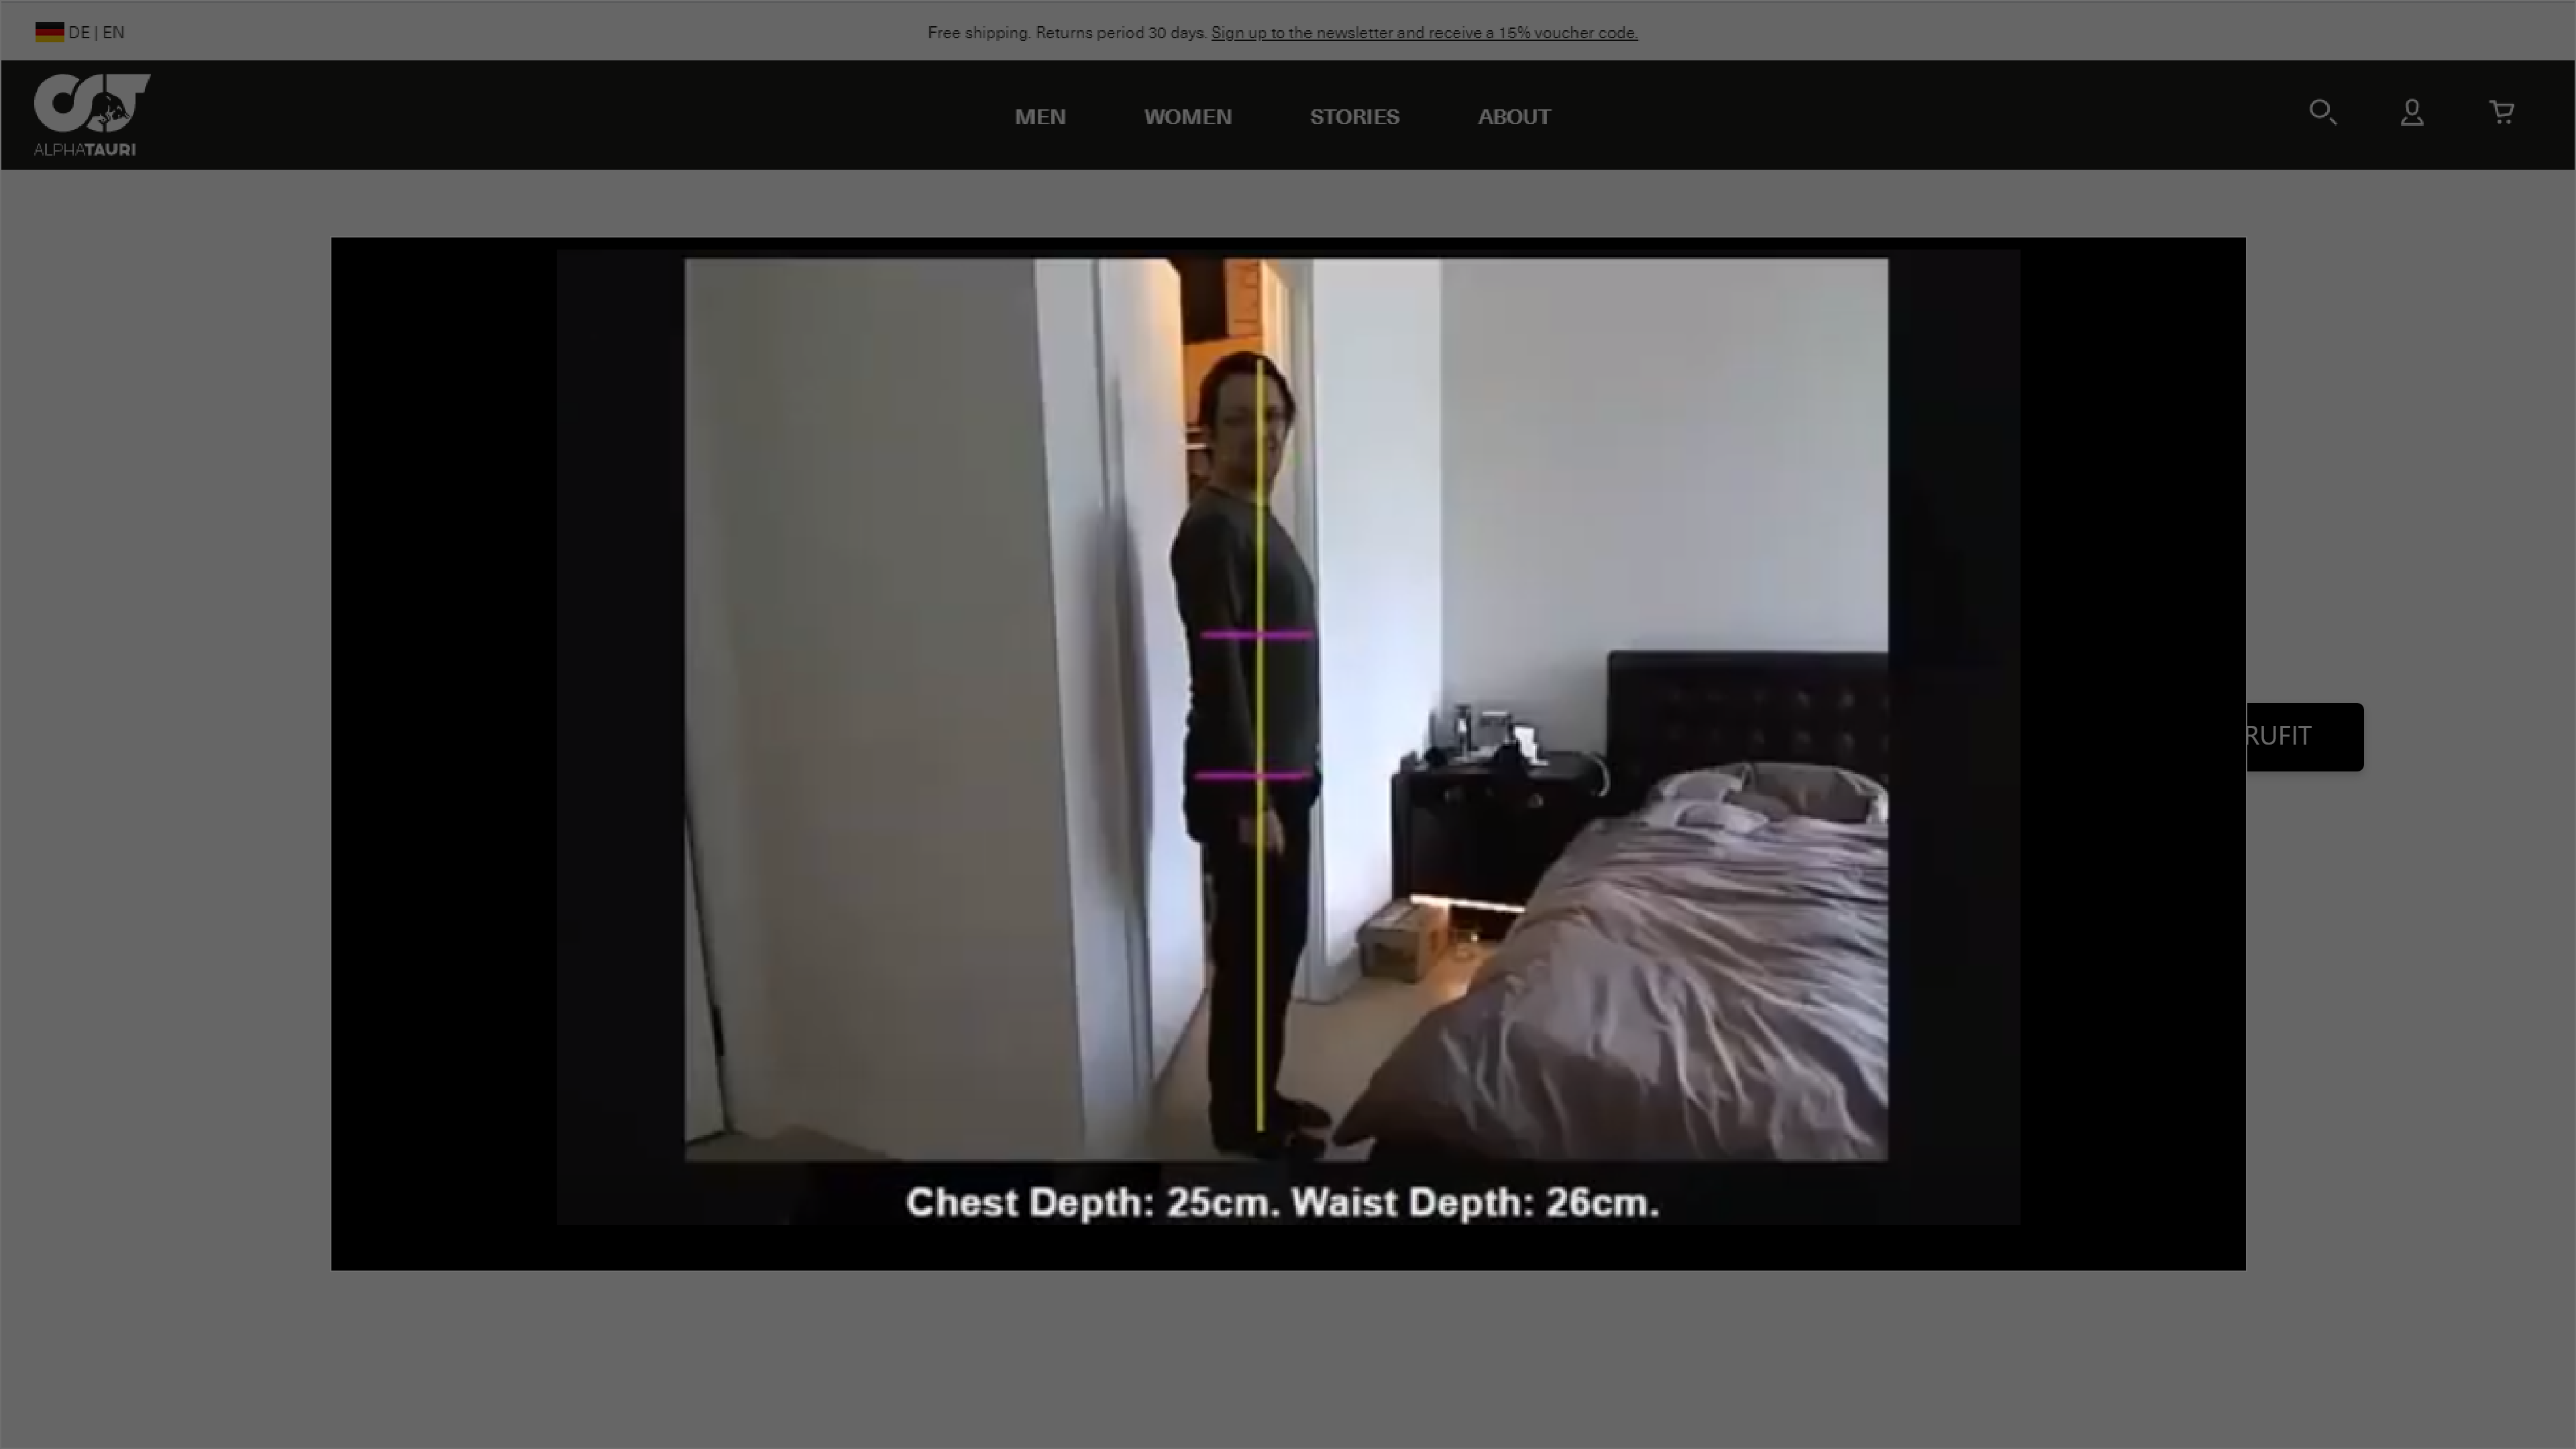 DE | EN
Free shipping. Returns period 30 days. Sign up to the newsletter and receive a 15% voucher code.
ALPHATAURI
MEN WOMEN STORIES ABOUT
RUFIT
Chest Depth: 25cm. Waist Depth: 26cm.